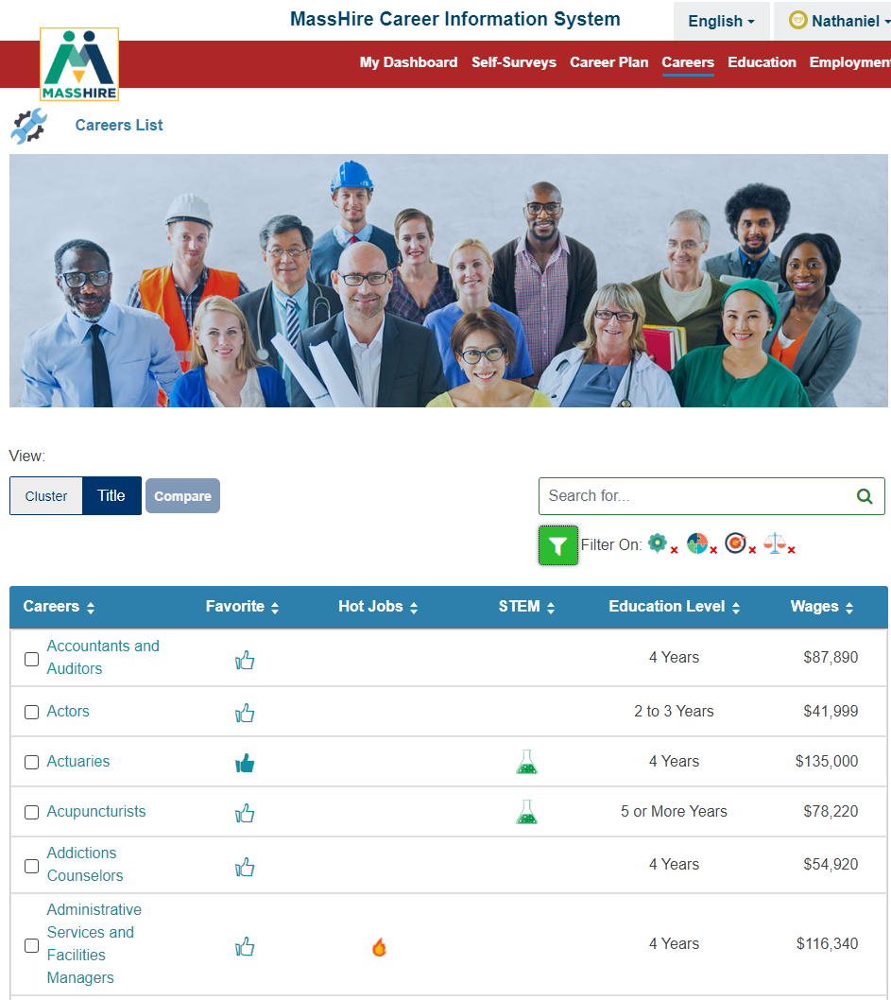 MassHire Career Information System
English
Nathaniel
MASSHIRE
My Dashboard Self-Surveys Career Plan Careers Education Employmen
Careers List
View:
Cluster Title Compare
Search for...
Filter On:
Careers Favorite Hot Jobs STEM Education Level Wages
Accountants and
Auditors
4 Years $87,890
Actors 2 to 3 Years $41,999
Actuaries 4 Years $135,000
Acupuncturists 5 or More Years $78,220
Addictions
Counselors
4 Years $54,920
Administrative
Services and
Facilities
Managers
4 Years $116,340